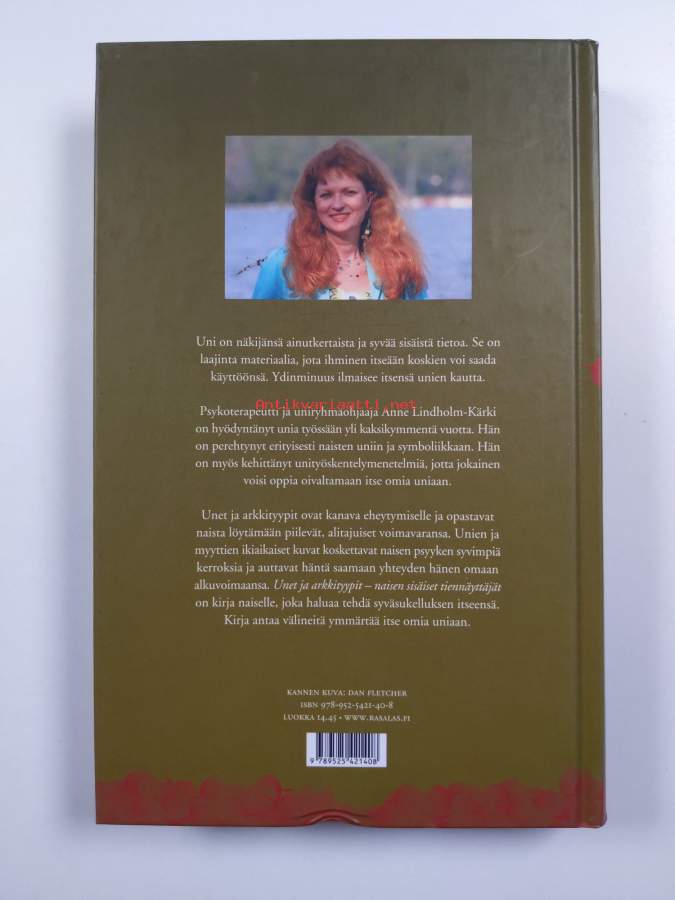 Uni on näkijänsä ainutkertaista ja syvää sisäistä tietoa. Se on
laajinta materiaalia, jota ihminen itseään koskien voi saada
käyttöönsä. Ydinminuus ilmaisee itsensä unien kautta.
Antikvariaatti.net
Psykoterapeutti ja uniryhmäohjaaja Anne Lindholm-Kärki
on hyödyntänyt unia työssään yli kaksikymmentä vuotta. Hän
on perehtynyt erityisesti naisten uniin ja symboliikkaan. Hän
on myös kehittänyt unityöskentelymenetelmiä, jotta jokainen
voisi oppia oivaltamaan itse omia uniaan.
Unet ja arkkityypit ovat kanava eheytymiselle ja opastavat
naista löytämään piilevät, alitajuiset voimavaransa. Unien ja
myyttien ikiaikaiset kuvat koskettavat naisen psyyken syvimpiä
kerroksia ja auttavat häntä saamaan yhteyden hänen omaan
alkuvoimaansa. Unet ja arkkityypit – naisen sisäiset tiennäyttäjät
on kirja naiselle, joka haluaa tehdä syväsukelluksen itseensä.
Kirja antaa välineitä ymmärtää itse omia uniaan.
KANNEN KUVA: DAN FLETCHER
ISBN 978-952-5421-40-8
LUOKKA 14.45 • WWW.RASALAS.FI
9 789525 421408